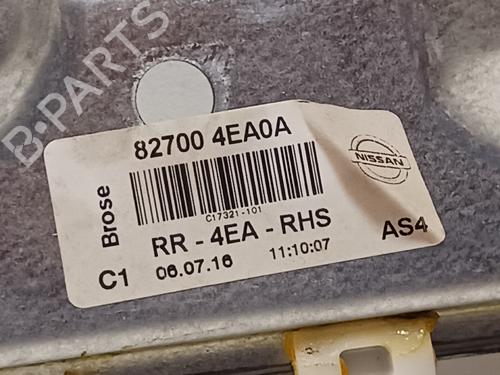 B-PARTS
82700 4EA0A
Brose
C17321-101
NISSAN
RR - 4EA - RHS
AS4
C1
06.07.16
11:10:07